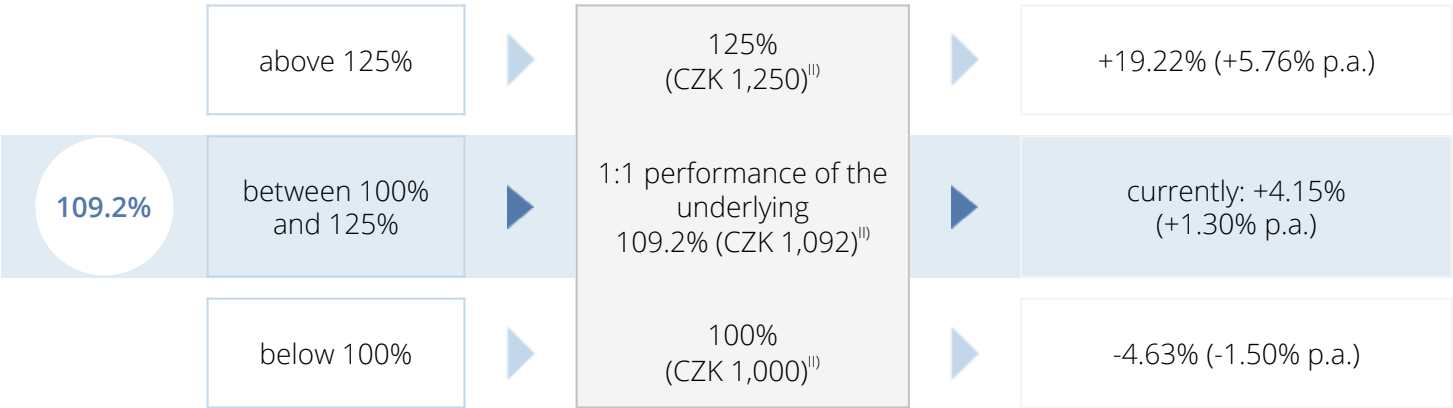 above 125%
125%
(CZK 1,250)II)
+19.22% (+5.76% p.a.)
109.2%
between 100%
and 125%
1:1 performance of the
underlying
109.2% (CZK 1,092)II)
currently: +4.15%
(+1.30% p.a.)
below 100%
100%
(CZK 1,000)II)
-4.63% (-1.50% p.a.)